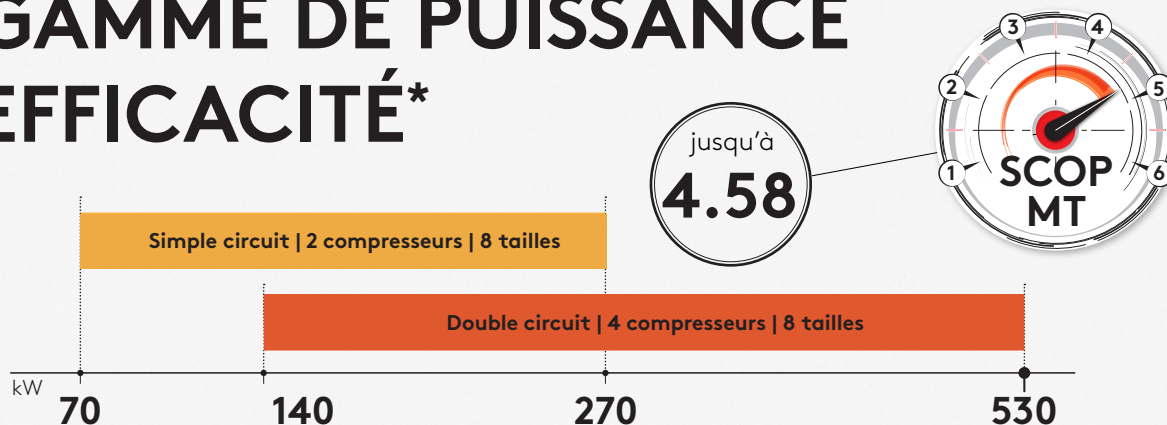 GAMME DE PUISSANCE
EFFICACITÉ*
jusqu'à
4.58
1
2
3
4
5
6
SCOP
MT
Simple circuit | 2 compresseurs | 8 tailles
Double circuit | 4 compresseurs | 8 tailles
kW
70 140 270 530